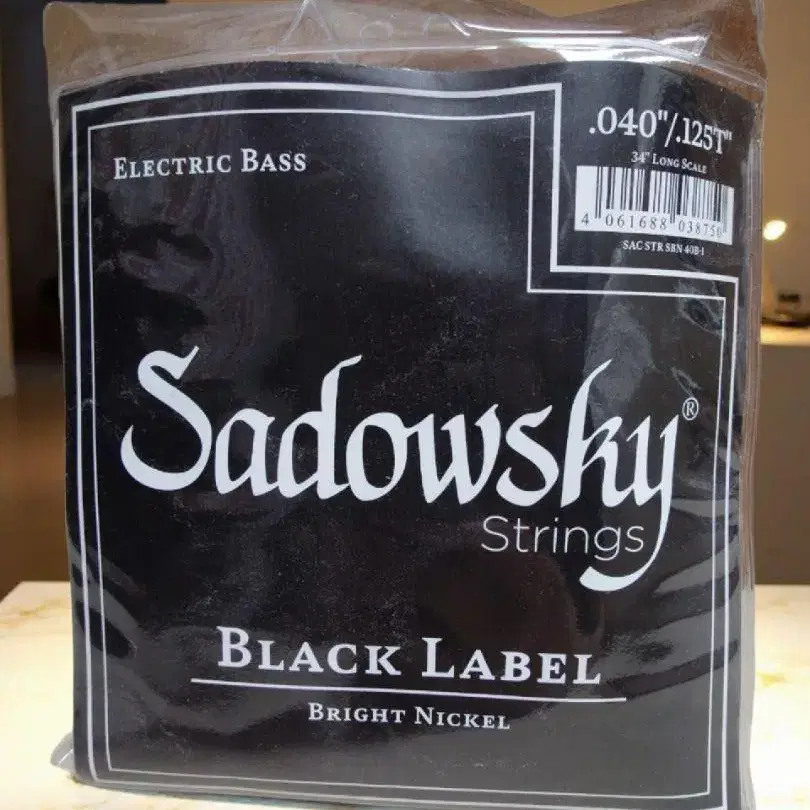 ELECTRIC BASS
.040"/.125T"
34" LONG SCALE
4 061688 038750
SAC STR SBN 40B-1
Sadowsky®
Strings
BLACK LABEL
BRIGHT NICKEL